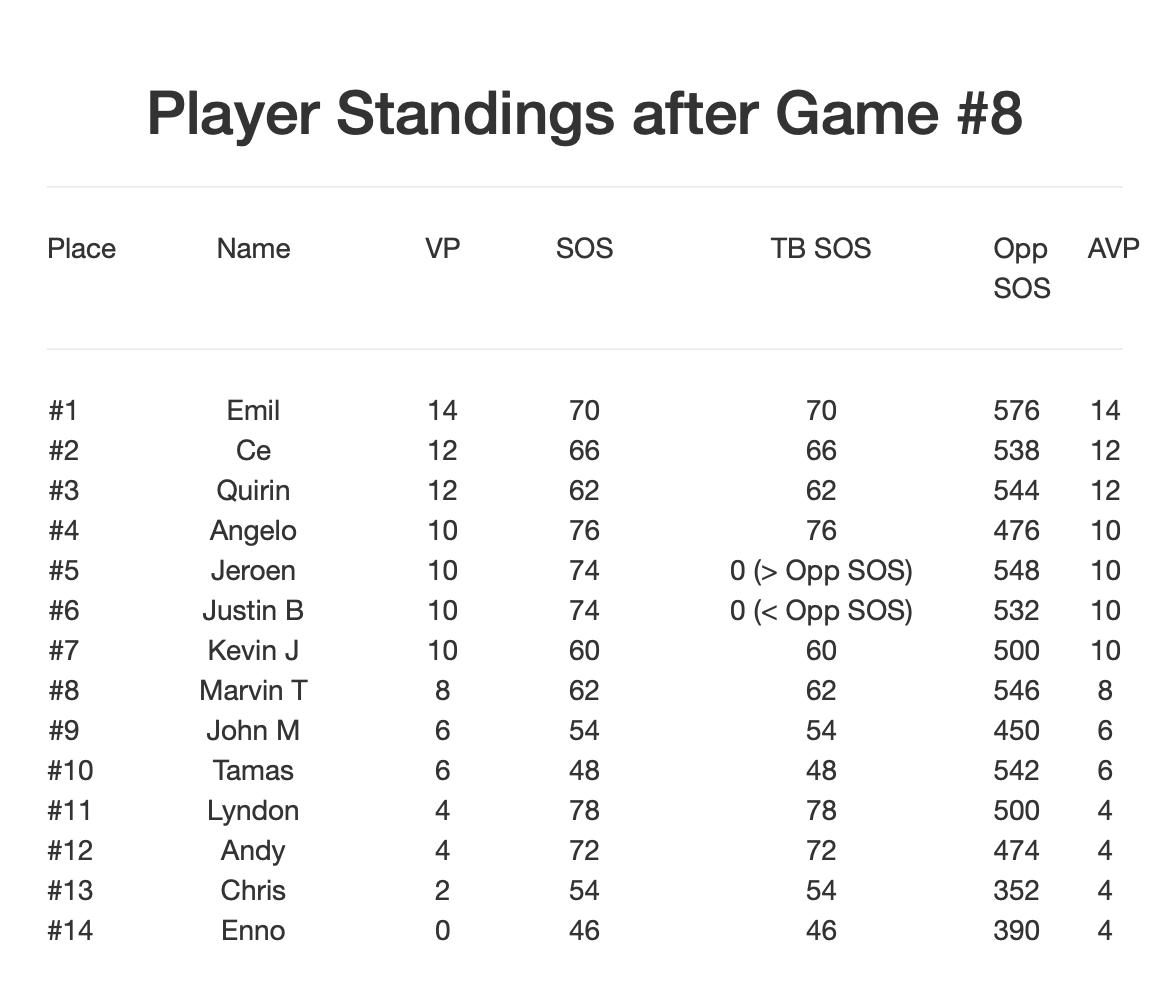 Player Standings after Game #8
Place Name VP SOS TB SOS Opp SOS AVP
#1 Emil 14 70 70 576 14
#2 Ce 12 66 66 538 12
#3 Quirin 12 62 62 544 12
#4 Angelo 10 76 76 476 10
#5 Jeroen 10 74 0 (> Opp SOS) 548 10
#6 Justin B 10 74 0 (< Opp SOS) 532 10
#7 Kevin J 10 60 60 500 10
#8 Marvin T 8 62 62 546 8
#9 John M 6 54 54 450 6
#10 Tamas 6 48 48 542 6
#11 Lyndon 4 78 78 500 4
#12 Andy 4 72 72 474 4
#13 Chris 2 54 54 352 4
#14 Enno 0 46 46 390 4